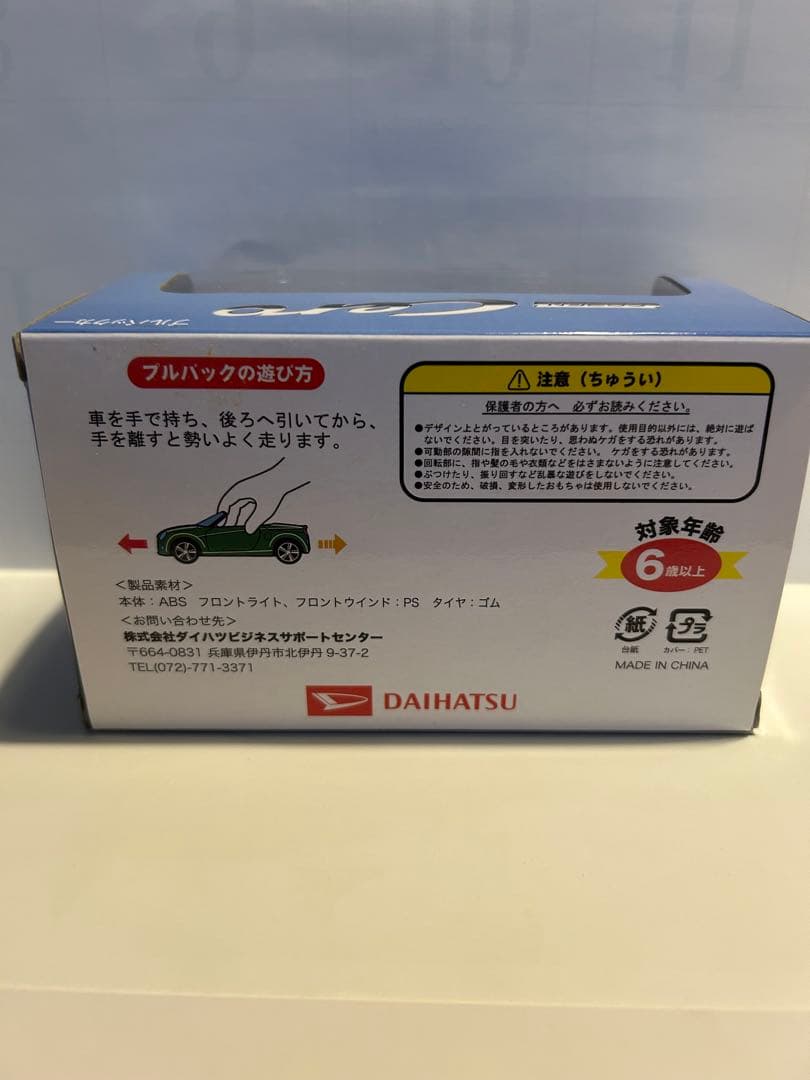 プルバックカー
COPEN
Cero
プルバックの遊び方
車を手で持ち、後ろへ引いてから、
手を離すと勢いよく走ります。
注意（ちゅうい）
保護者の方へ 必ずお読みください。
●デザイン上とがっているところがあります。使用目的以外には、絶対に遊ば
ないでください。目を突いたり、思わぬケガをする恐れがあります。
●可動部の隙間に指を入れないでください。 ケガをする恐れがあります。
●回転部に、指や髪の毛や衣類などをはさまないように注意してください。
●ぶつけたり、振り回すなど乱暴な遊びをしないでください。
●安全のため、破損、変形したおもちゃは使用しないでください。
対象年齢
6歳以上
＜製品素材＞
本体：ABS フロントライト、フロントウインド：PS タイヤ：ゴム
＜お問い合わせ先＞
株式会社ダイハツビジネスサポートセンター
〒664-0831 兵庫県伊丹市北伊丹 9-37-2
TEL(072)-771-3371
紙
台紙
プラ
カバー：PET
MADE IN CHINA
DAIHATSU